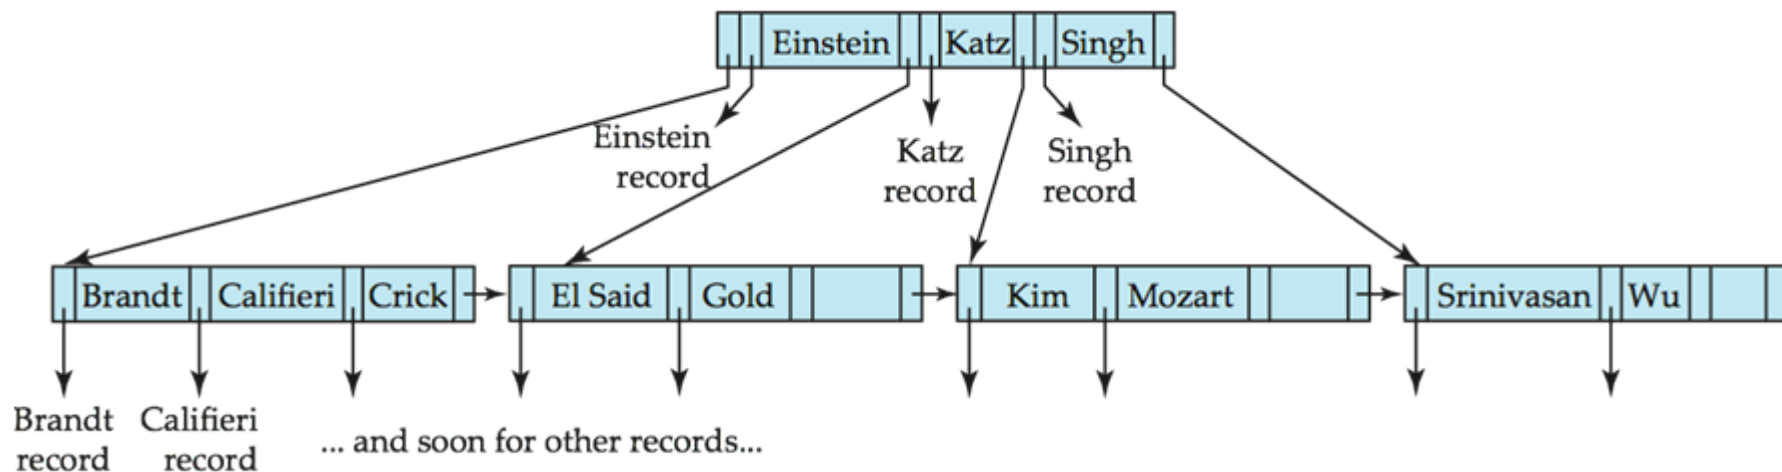 Einstein Katz Singh
Einstein
record
Katz
record
Singh
record
Brandt Califieri Crick El Said Gold Kim Mozart Srinivasan Wu
Brandt
record
Califieri
record
... and soon for other records...